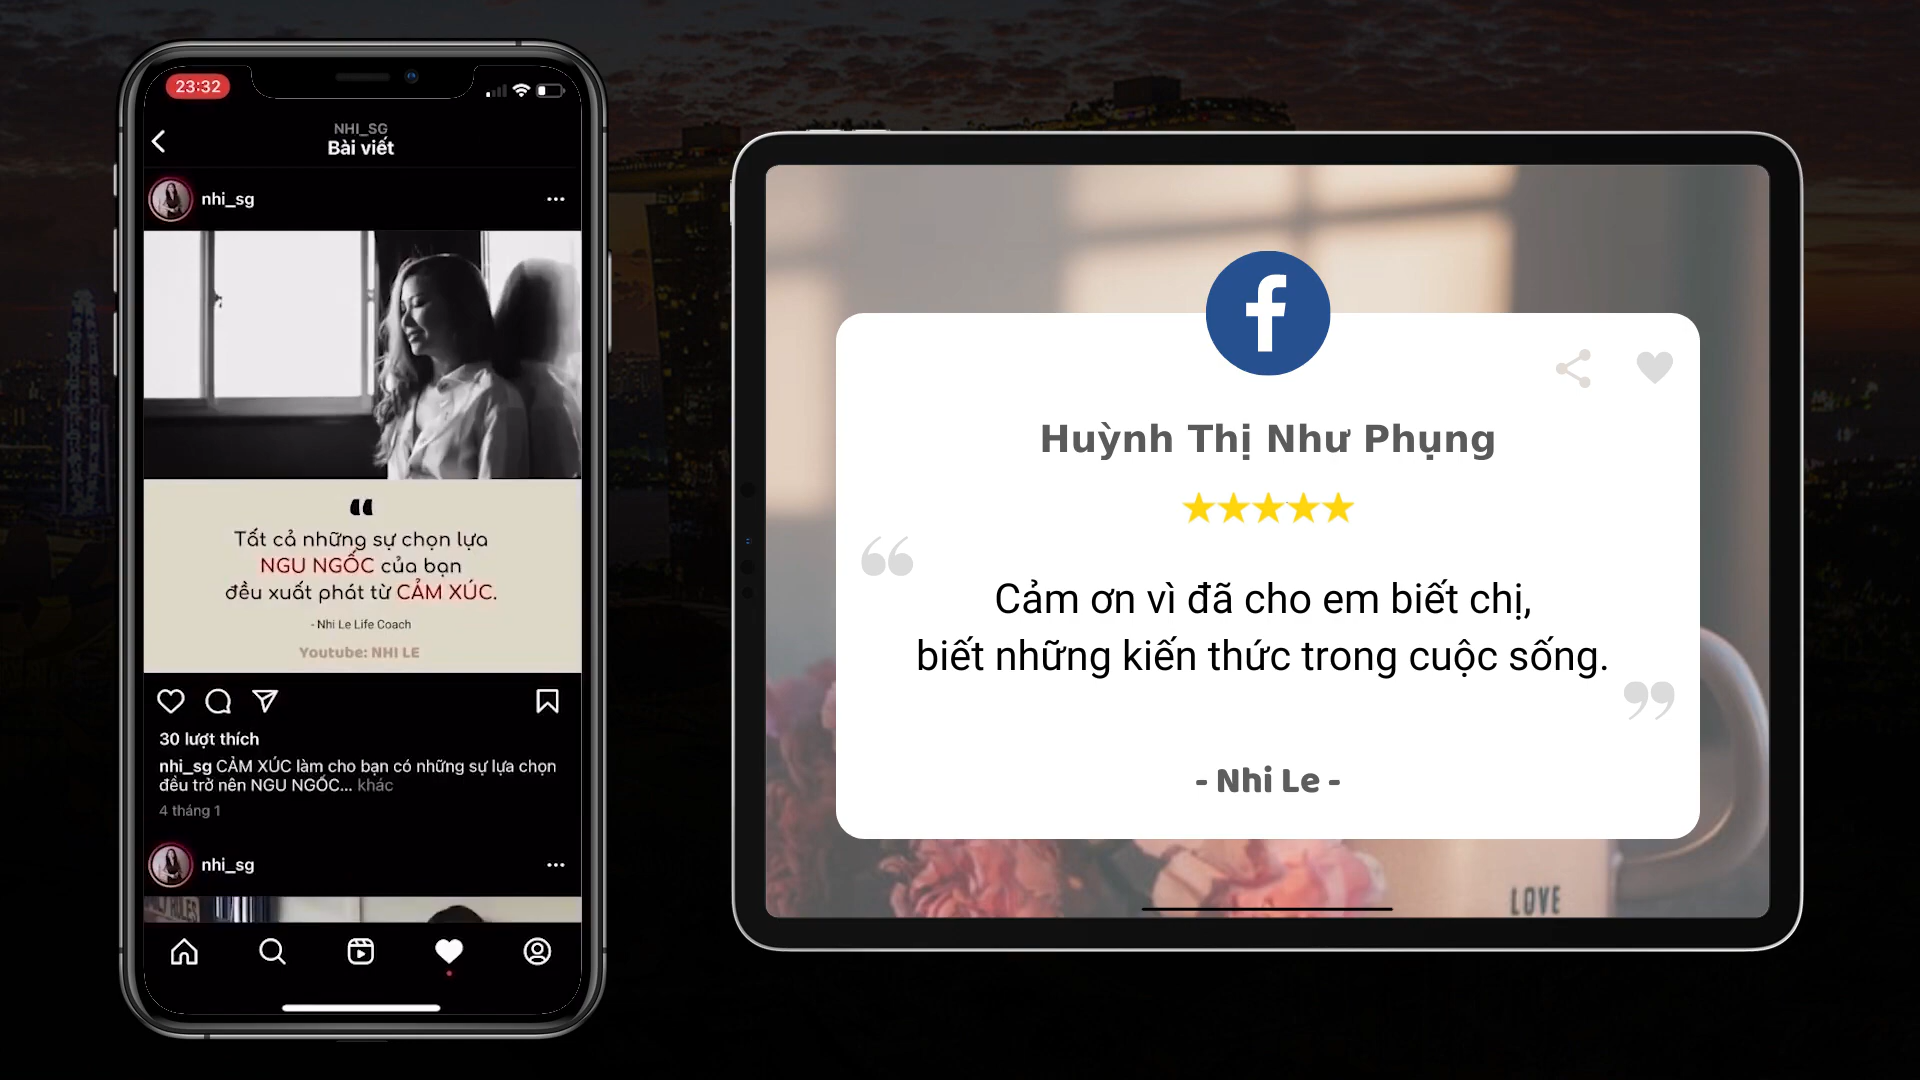 23:32
NHI_SG
Bài viết
nhi_sg
“
Tất cả những sự chọn lựa
NGU NGỐC của bạn
đều xuất phát từ CẢM XÚC.
- Nhi Le Life Coach
Youtube: NHI LE
30 lượt thích
nhi_sg CẢM XÚC làm cho bạn có những sự lựa chọn
đều trở nên NGU NGỐC... khác
4 tháng 1
nhi_sg
RULES
f
Huỳnh Thị Như Phụng
★★★★★
“
Cảm ơn vì đã cho em biết chị,
biết những kiến thức trong cuộc sống.
”
- Nhi Le -
LOVE